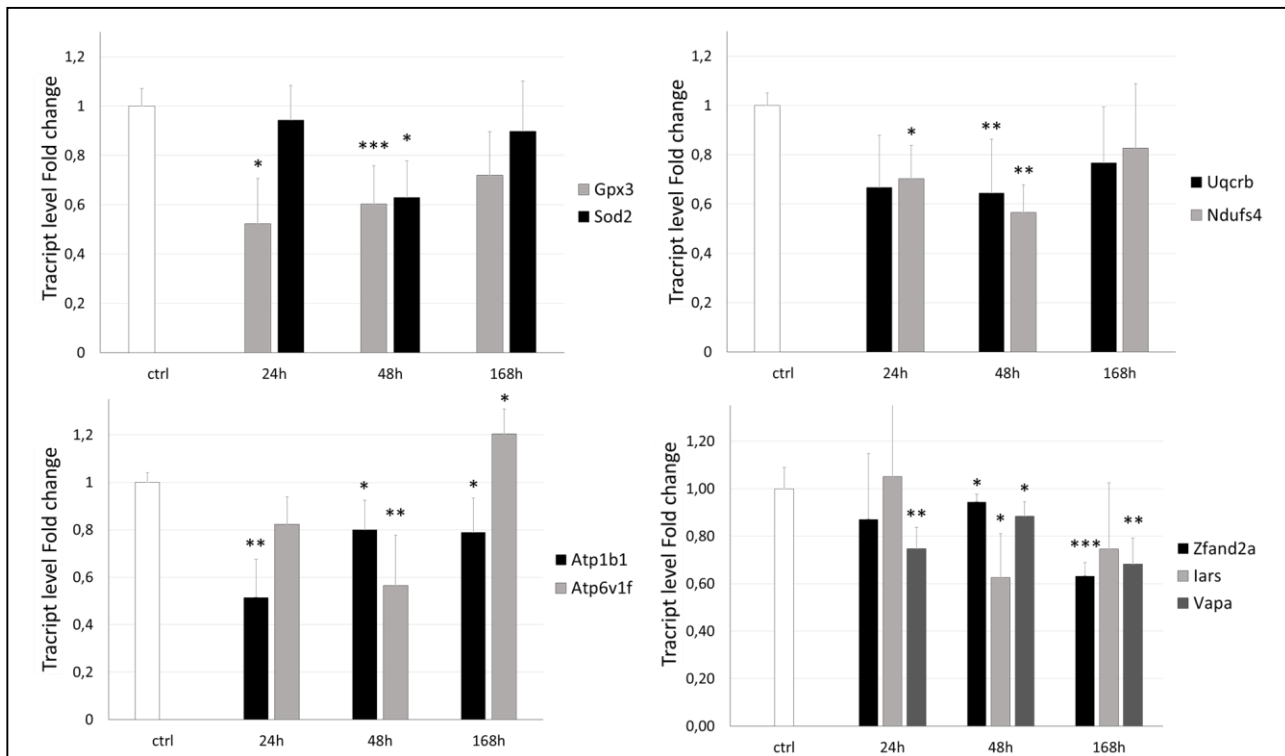 Tracript level Fold change
1,2
1
0,8
0,6
0,4
0,2
0
*
***
*
ctrl
24h
48h
168h
Gpx3
Sod2
Tracript level Fold change
1,2
1
0,8
0,6
0,4
0,2
0
*
**
**
ctrl
24h
48h
168h
Uqcrb
Ndufs4
Tracript level Fold change
1,2
1
0,8
0,6
0,4
0,2
0
**
*
**
*
*
ctrl
24h
48h
168h
Atp1b1
Atp6v1f
Tracript level Fold change
1,20
1,00
0,80
0,60
0,40
0,20
0,00
**
*
*
*
***
**
ctrl
24h
48h
168h
Zfand2a
Iars
Vapa